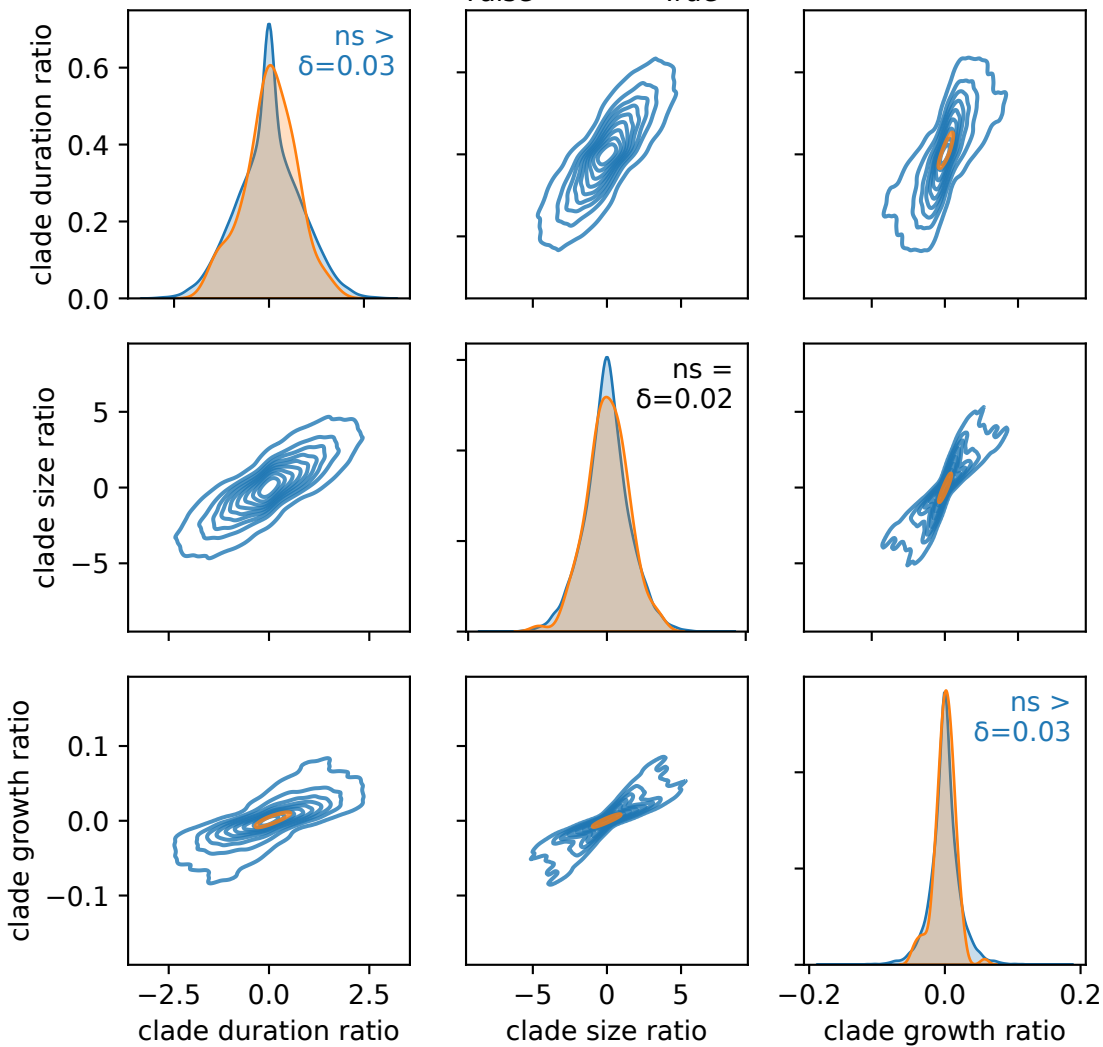 clade duration ratio
0.6
0.4
0.2
0.0
ns >
δ=0.03
−5
0
5
clade size ratio
5
0
−5
ns =
δ=0.02
clade growth ratio
0.1
0.0
−0.1
ns >
δ=0.03
−2.5
0.0
2.5
−5
0
5
−0.2
0.0
0.2
clade duration ratio
clade size ratio
clade growth ratio